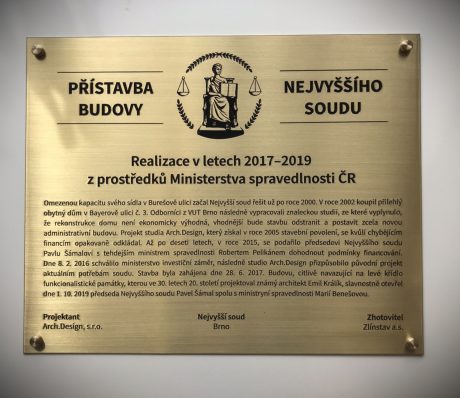 PŘÍSTAVBA
BUDOVY
NEJVYŠŠÍHO
SOUDU
Realizace v letech 2017–2019
z prostředků Ministerstva spravedlnosti ČR
Omezenou kapacitu svého sídla v Burešově ulici začal Nejvyšší soud řešit už po roce 2000. V roce 2002 koupil přilehlý
obytný dům v Bayerově ulici č. 3. Odborníci z VUT Brno následně vypracovali znaleckou studii, ze které vyplynulo,
že rekonstrukce domu není ekonomicky výhodná, vhodnější bude stavbu odstranit a postavit zcela novou
administrativní budovu. Projekt studia Arch.Design, který získal v roce 2005 stavební povolení, se kvůli chybějícím
financím opakovaně odkládal. Až po deseti letech, v roce 2015, se podařilo předsedovi Nejvyššího soudu
Pavlu Šámalovi s tehdejším ministrem spravedlnosti Robertem Pelikánem dohodnout podmínky financování.
Dne 8. 2. 2016 schválilo ministerstvo investiční záměr, následně studio Arch.Design přizpůsobilo původní projekt
aktuálním potřebám soudu. Stavba byla zahájena dne 28. 6. 2017. Budovu, citlivě navazující na levé křídlo
funkcionalistické památky, kterou ve 30. letech 20. století projektoval známý architekt Emil Králík, slavnostně otevřel
dne 1. 10. 2019 předseda Nejvyššího soudu Pavel Šámal spolu s ministryní spravedlnosti Marií Benešovou.
Projektant
Arch.Design, s.r.o.
Nejvyšší soud
Brno
Zhotovitel
Zlínstav a.s.